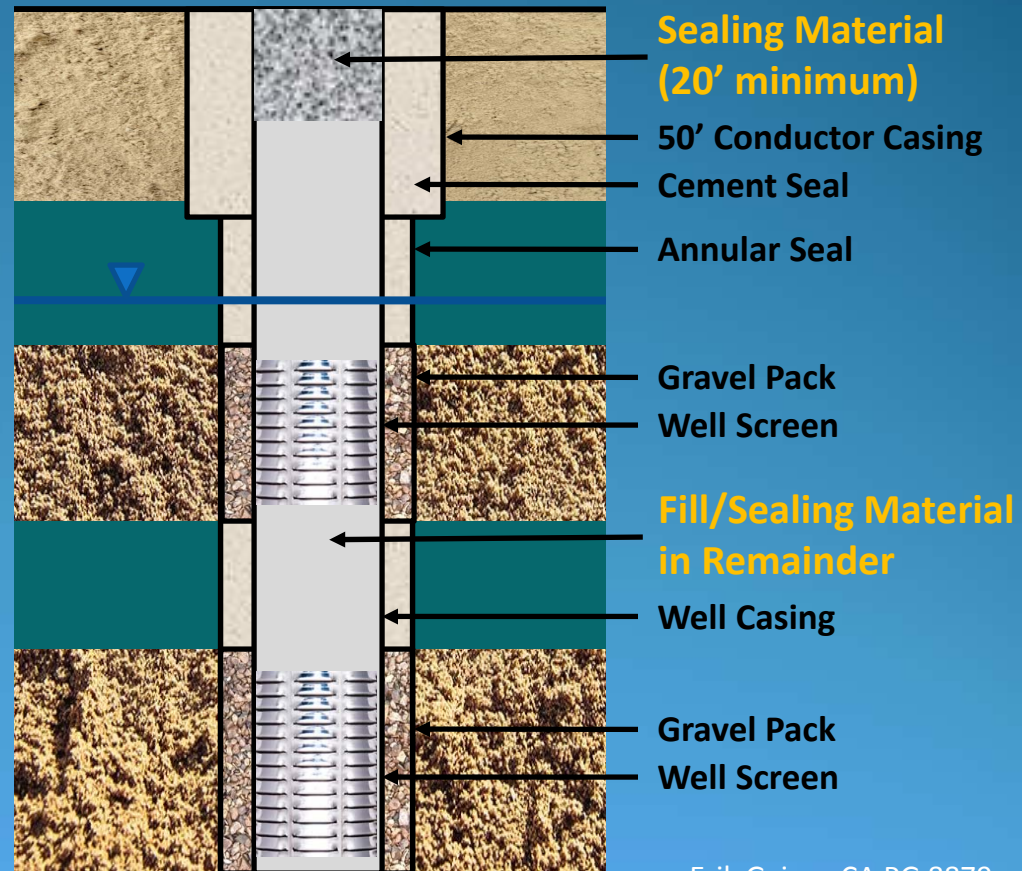 Sealing Material
(20’ minimum)
50’ Conductor Casing
Cement Seal
Annular Seal
Gravel Pack
Well Screen
Fill/Sealing Material
in Remainder
Well Casing
Gravel Pack
Well Screen